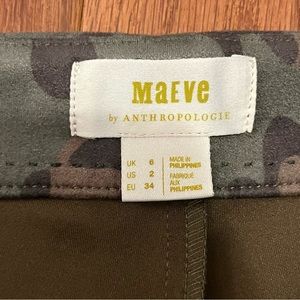 MAEVE
by ANTHROPOLOGIE
UK 6
US 2
EU 34
MADE IN
PHILIPPINES
FABRIQUÉ
AUX
PHILIPPINES